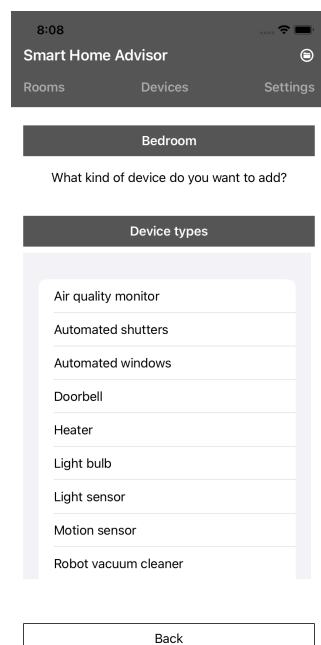 8:08
Smart Home Advisor
Rooms Devices Settings
Bedroom
What kind of device do you want to add?
Device types
Air quality monitor
Automated shutters
Automated windows
Doorbell
Heater
Light bulb
Light sensor
Motion sensor
Robot vacuum cleaner
Back